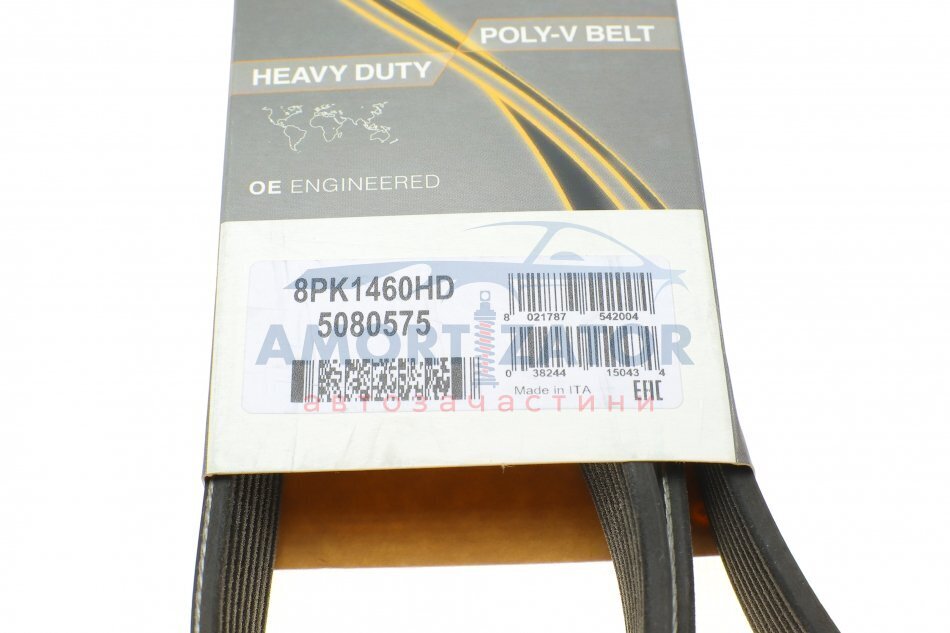 POLY-V BELT
HEAVY DUTY
OE ENGINEERED
8PK1460HD
5080575
8 021787 542004
0 38244 15043 4
Made in ITA
EAC
AMORTIZATOR
автозачастини